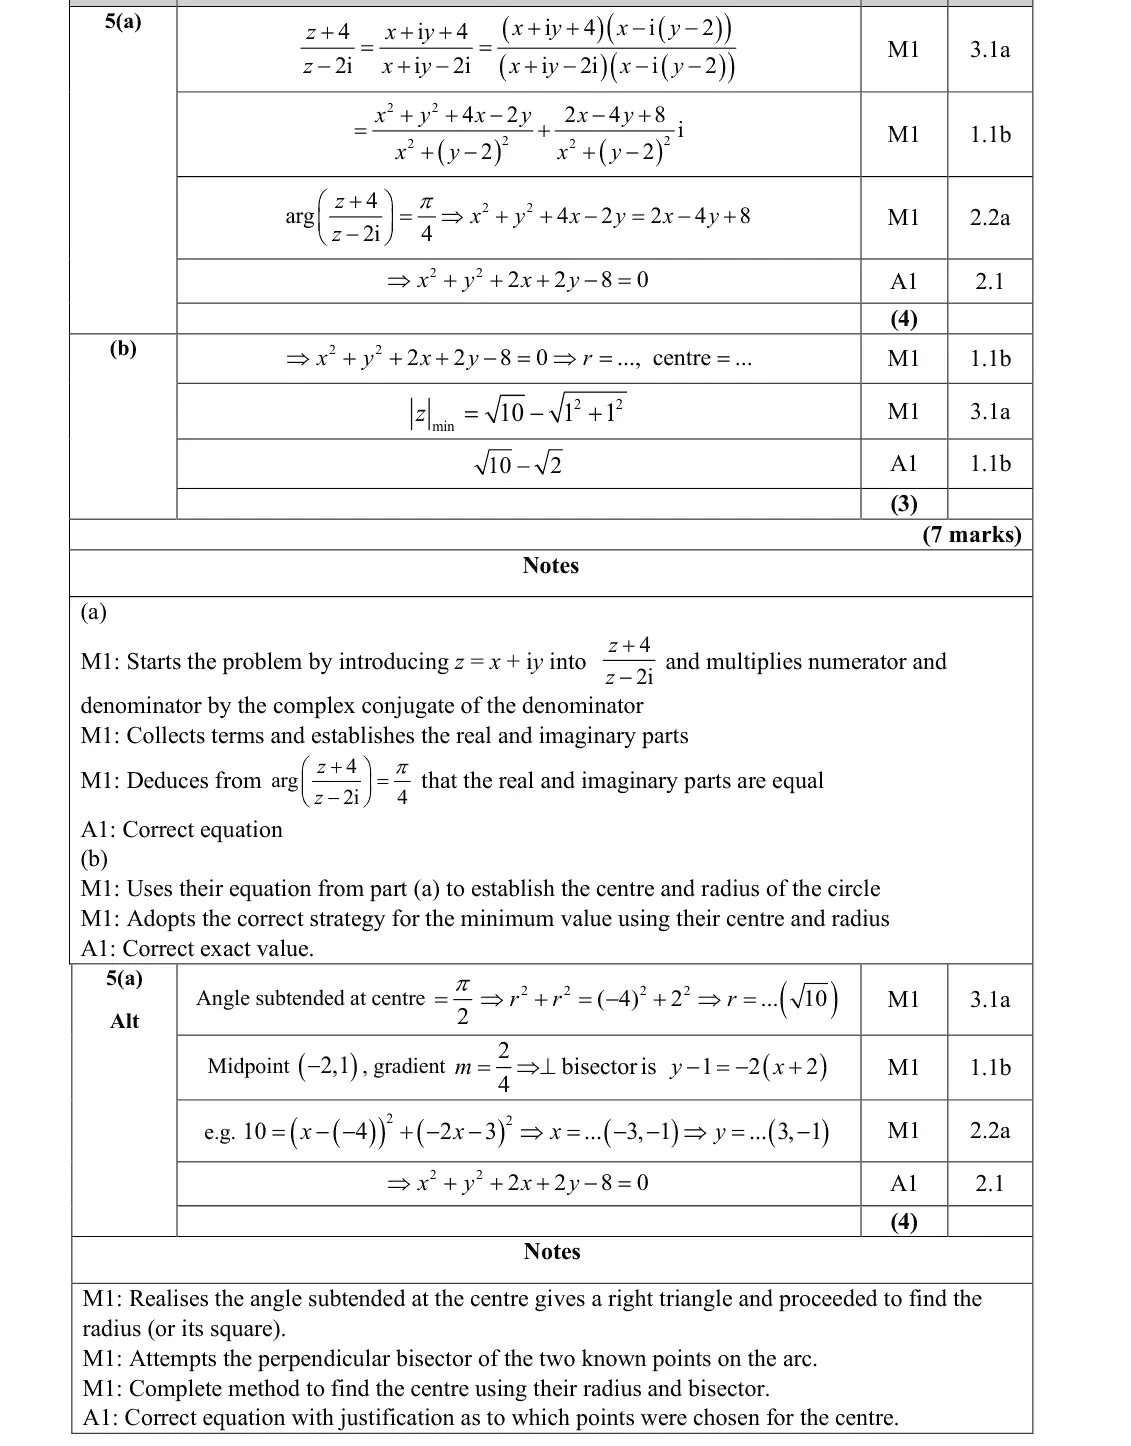 5(a) (z + 4)/(z − 2i) = (x + iy + 4)/(x + iy − 2i) = ((x + iy + 4)(x − i(y − 2)))/((x + iy − 2i)(x − i(y − 2))) M1 3.1a
= (x² + y² + 4x − 2y)/(x² + (y − 2)²) + (2x − 4y + 8)/(x² + (y − 2)²) i M1 1.1b
arg((z + 4)/(z − 2i)) = π/4 ⇒ x² + y² + 4x − 2y = 2x − 4y + 8 M1 2.2a
⇒ x² + y² + 2x + 2y − 8 = 0 A1 2.1
(4)
(b) ⇒ x² + y² + 2x + 2y − 8 = 0 ⇒ r = ..., centre = ... M1 1.1b
|z|min = √10 − √(1² + 1²) M1 3.1a
√10 − √2 A1 1.1b
(3)
(7 marks)
Notes
(a)
M1: Starts the problem by introducing z = x + iy into (z + 4)/(z − 2i) and multiplies numerator and
denominator by the complex conjugate of the denominator
M1: Collects terms and establishes the real and imaginary parts
M1: Deduces from arg((z + 4)/(z − 2i)) = π/4 that the real and imaginary parts are equal
A1: Correct equation
(b)
M1: Uses their equation from part (a) to establish the centre and radius of the circle
M1: Adopts the correct strategy for the minimum value using their centre and radius
A1: Correct exact value.
5(a)
Alt
Angle subtended at centre = π/2 ⇒ r² + r² = (−4)² + 2² ⇒ r = ...(√10) M1 3.1a
Midpoint (−2,1), gradient m = 2/4 ⇒⊥ bisector is y − 1 = −2(x + 2) M1 1.1b
e.g. 10 = (x − (−4))² + (−2x − 3)² ⇒ x = ...(−3,−1) ⇒ y = ...(3,−1) M1 2.2a
⇒ x² + y² + 2x + 2y − 8 = 0 A1 2.1
(4)
Notes
M1: Realises the angle subtended at the centre gives a right triangle and proceeded to find the
radius (or its square).
M1: Attempts the perpendicular bisector of the two known points on the arc.
M1: Complete method to find the centre using their radius and bisector.
A1: Correct equation with justification as to which points were chosen for the centre.